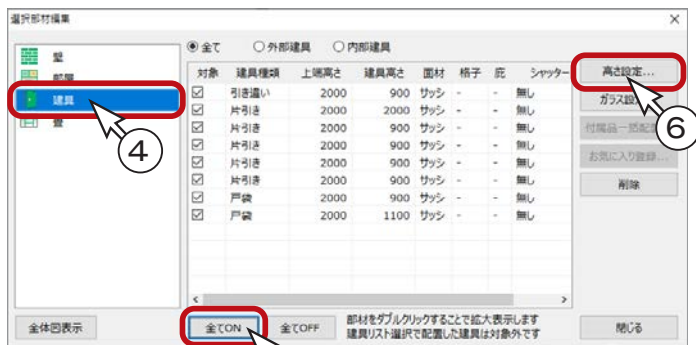 選択部材編集
壁
部屋
建具
畳
4
全て 外部建具 内部建具
対象 建具種類 上端高さ 建具高さ 面材 格子 庇 シャッター
引き違い 2000 900 サッシ - - 無し
片引き 2000 2000 サッシ - - 無し
片引き 2000 900 サッシ - - 無し
片引き 2000 900 サッシ - - 無し
片引き 2000 900 サッシ - - 無し
片引き 2000 900 サッシ - - 無し
戸袋 2000 900 サッシ - - 無し
戸袋 2000 1100 サッシ - - 無し
高さ設定...
ガラス設
6
付属品一括配
お気に入り登録...
削除
全体図表示
全てON
全てOFF
部材をダブルクリックすることで拡大表示します
建具リスト選択で配置した建具は対象外です
閉じる